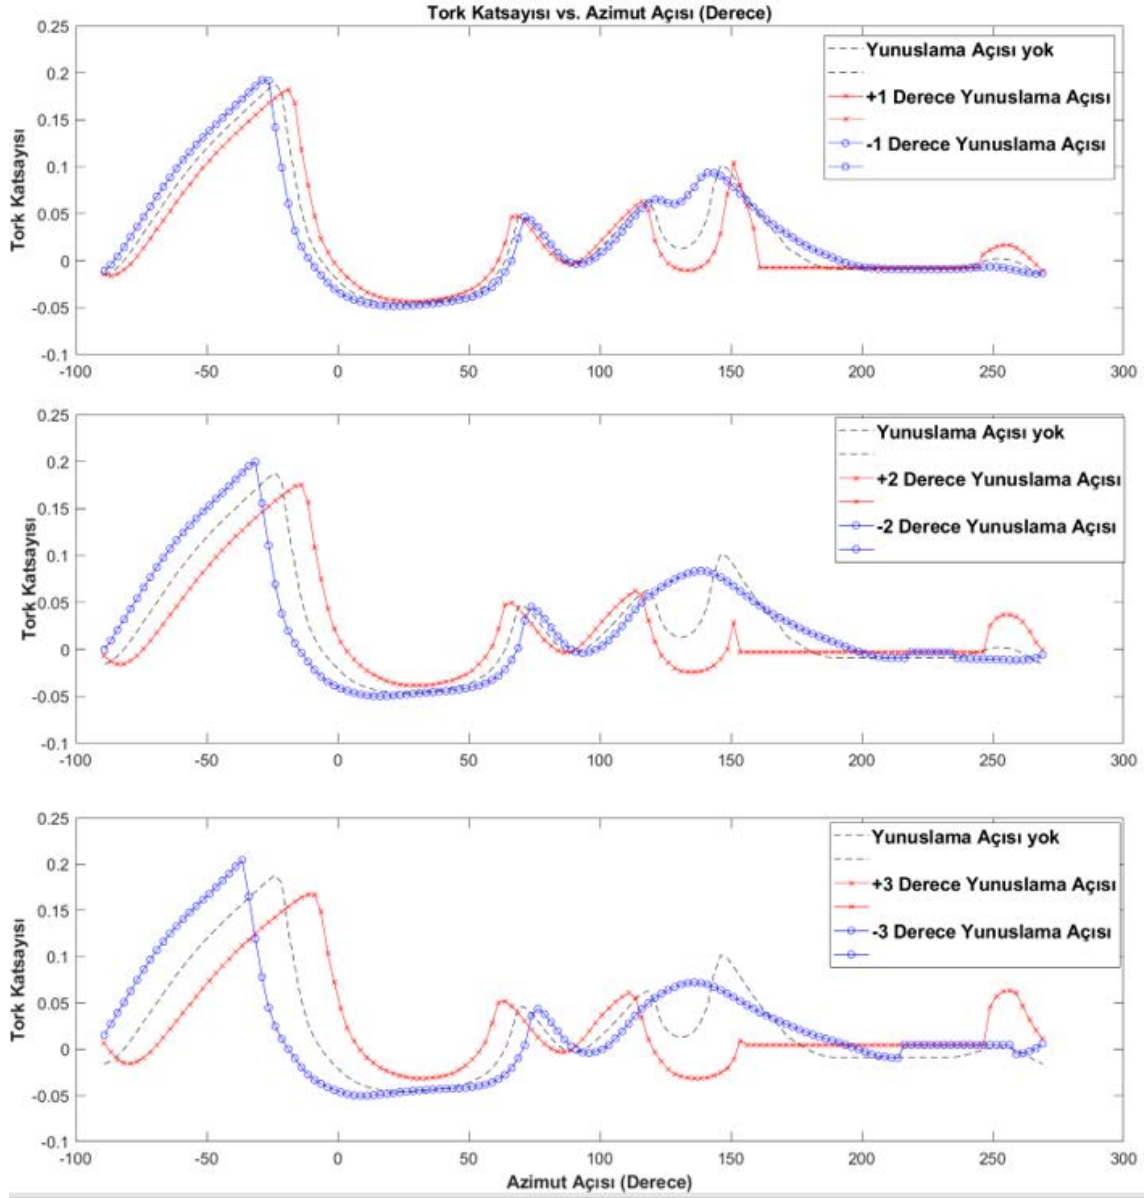 Tork Katsayısı vs. Azimut Açısı (Derece)
0.25
0.2
0.15
0.1
0.05
0
-0.05
-0.1
Tork Katsayısı
-100 -50 0 50 100 150 200 250 300
Yunuslama Açısı yok
+1 Derece Yunuslama Açısı
-1 Derece Yunuslama Açısı
0.25
0.2
0.15
0.1
0.05
0
-0.05
-0.1
Tork Katsayısı
-100 -50 0 50 100 150 200 250 300
Yunuslama Açısı yok
+2 Derece Yunuslama Açısı
-2 Derece Yunuslama Açısı
0.25
0.2
0.15
0.1
0.05
0
-0.05
-0.1
Tork Katsayısı
-100 -50 0 50 100 150 200 250 300
Yunuslama Açısı yok
+3 Derece Yunuslama Açısı
-3 Derece Yunuslama Açısı
Azimut Açısı (Derece)